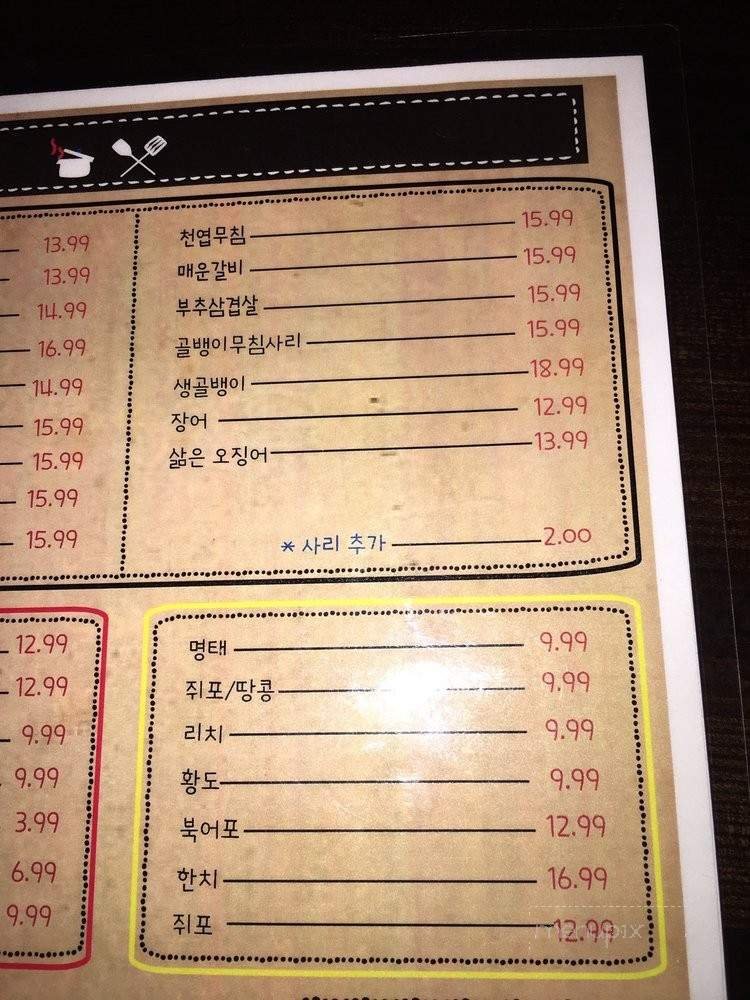 13.99
13.99
14.99
16.99
14.99
15.99
15.99
15.99
15.99
천엽무침 15.99
매운갈비 15.99
부추삼겹살 15.99
골뱅이무침사리 15.99
생골뱅이 18.99
장어 12.99
삶은 오징어 13.99
* 사리 추가 2.00
12.99
12.99
9.99
9.99
3.99
6.99
9.99
명태 9.99
쥐포/땅콩 9.99
리치 9.99
황도 9.99
북어포 12.99
한치 16.99
쥐포 12.99
menupix